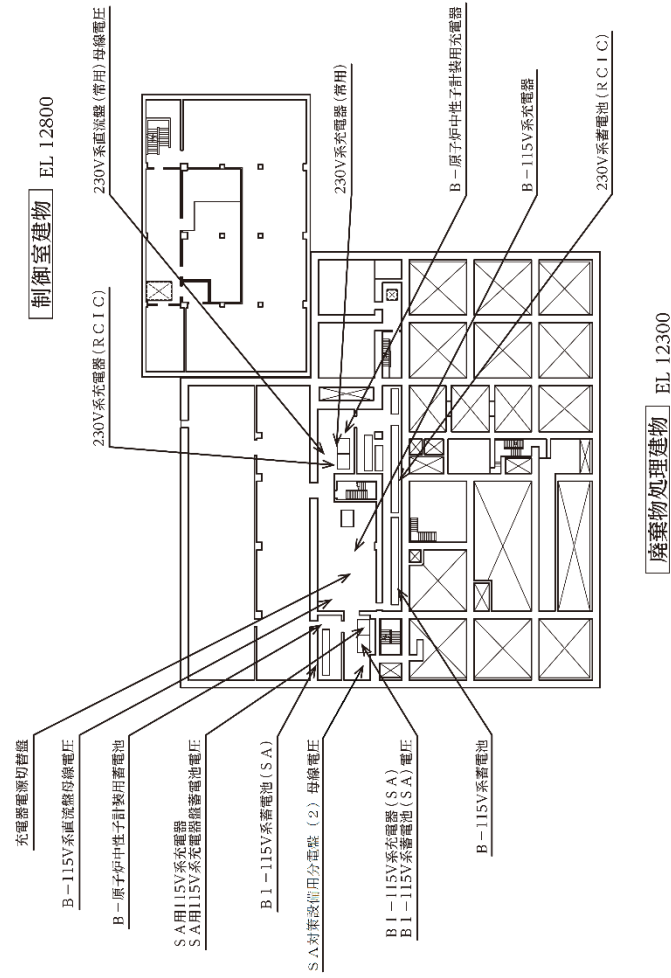 制御室建物 EL 12800
230V系充電器(RCIC)
230V系直流盤(常用)母線電圧
230V系充電器(常用)
B-原子炉中性子計装用充電器
B-115V系充電器
230V系蓄電池(RCIC)
充電器電源切替盤
B-115V系直流盤母線電圧
B-原子炉中性子計装用蓄電池
SA用115V系充電器
SA用115V系充電器盤蓄電池電圧
B1-115V系蓄電池(SA)
SA対策設備用分電盤(2)母線電圧
B1-115V系充電器(SA)
B1-115V系蓄電池(SA)電圧
B-115V系蓄電池
廃棄物処理建物 EL 12300